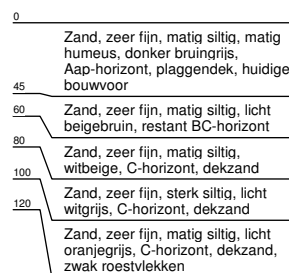 0
Zand, zeer fijn, matig siltig, matig
humeus, donker bruingrijs,
Aap-horizont, plaggendek, huidige
bouwvoor
45
60
Zand, zeer fijn, matig siltig, licht
beigebruin, restant BC-horizont
80
Zand, zeer fijn, matig siltig,
witbeige, C-horizont, dekzand
100
Zand, zeer fijn, sterk siltig, licht
witgrijs, C-horizont, dekzand
120
Zand, zeer fijn, matig siltig, licht
oranjegrijs, C-horizont, dekzand,
zwak roestvlekken